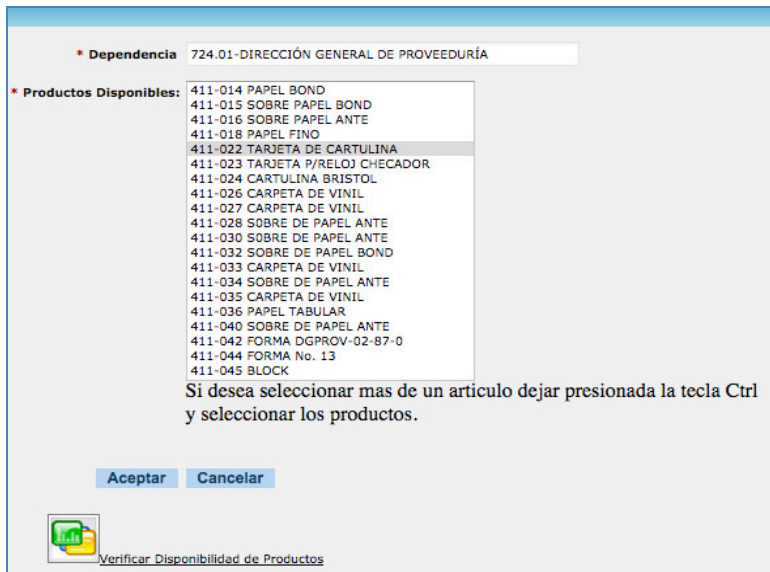 * Dependencia 724.01-DIRECCIÓN GENERAL DE PROVEEDURÍA
* Productos Disponibles:
411-014 PAPEL BOND
411-015 SOBRE PAPEL BOND
411-016 SOBRE PAPEL ANTE
411-018 PAPEL FINO
411-022 TARJETA DE CARTULINA
411-023 TARJETA P/RELOJ CHECADOR
411-024 CARTULINA BRISTOL
411-026 CARPETA DE VINIL
411-027 CARPETA DE VINIL
411-028 S0BRE DE PAPEL ANTE
411-030 S0BRE DE PAPEL ANTE
411-032 SOBRE DE PAPEL BOND
411-033 CARPETA DE VINIL
411-034 SOBRE DE PAPEL ANTE
411-035 CARPETA DE VINIL
411-036 PAPEL TABULAR
411-040 SOBRE DE PAPEL ANTE
411-042 FORMA DGPROV-02-87-0
411-044 FORMA No. 13
411-045 BLOCK
Si desea seleccionar mas de un articulo dejar presionada la tecla Ctrl
y seleccionar los productos.
Aceptar Cancelar
Verificar Disponibilidad de Productos